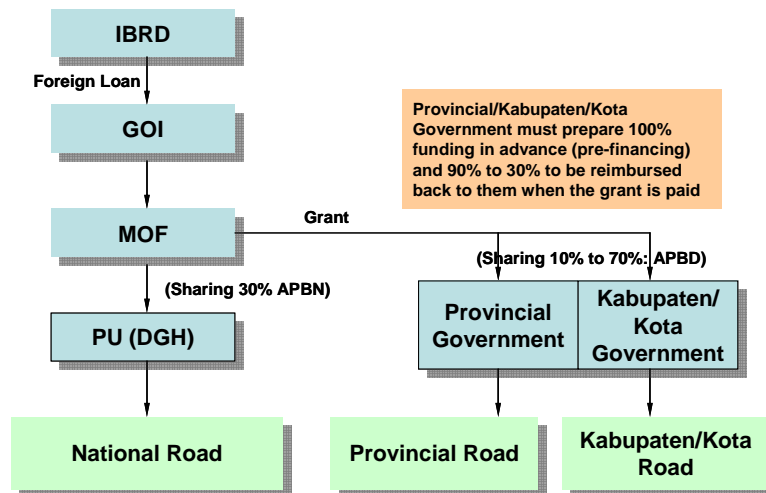 IBRD
Foreign Loan
GOI
Provincial/Kabupaten/Kota
Government must prepare 100%
funding in advance (pre-financing)
and 90% to 30% to be reimbursed
back to them when the grant is paid
MOF
Grant
(Sharing 30% APBN)
(Sharing 10% to 70%: APBD)
PU (DGH)
Provincial
Government
Kabupaten/
Kota
Government
National Road
Provincial Road
Kabupaten/Kota
Road